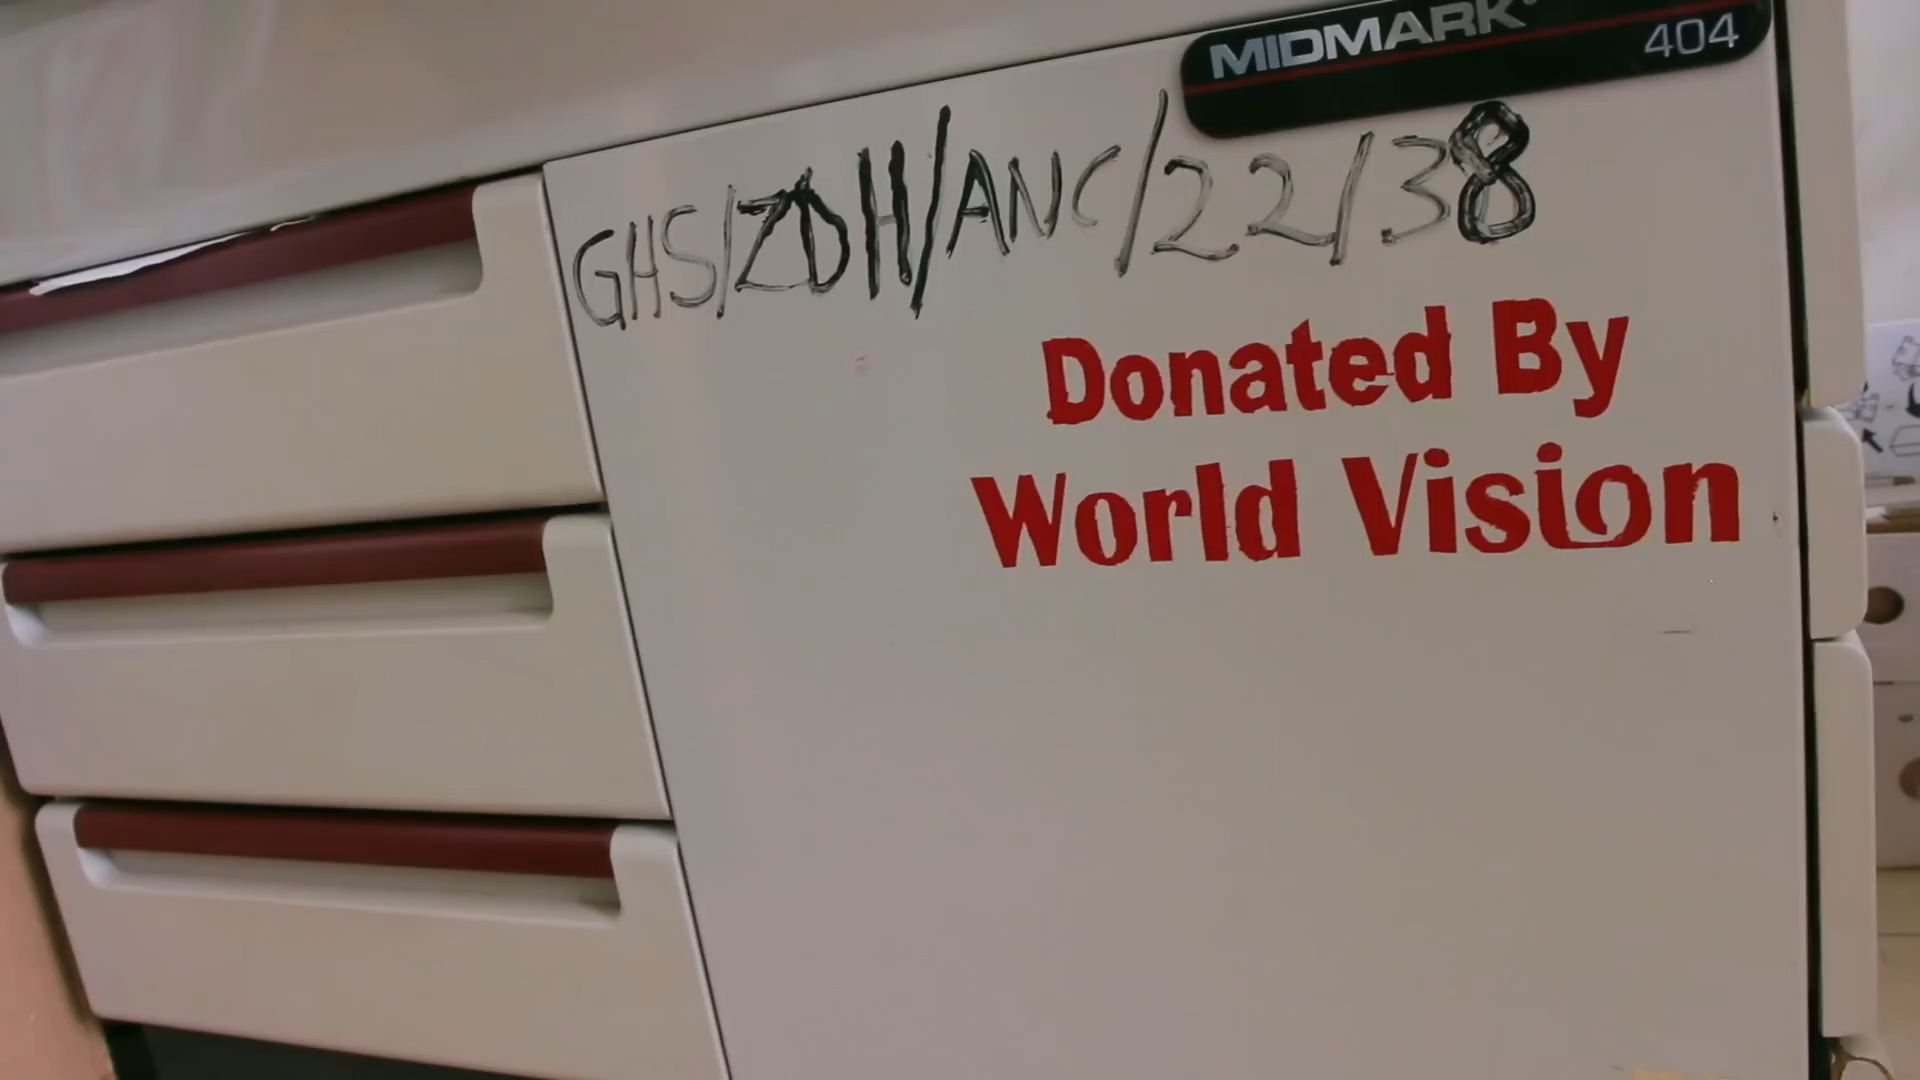 MIDMARK
404
GHS/ZDH/ANC/22/38
Donated By
World Vision